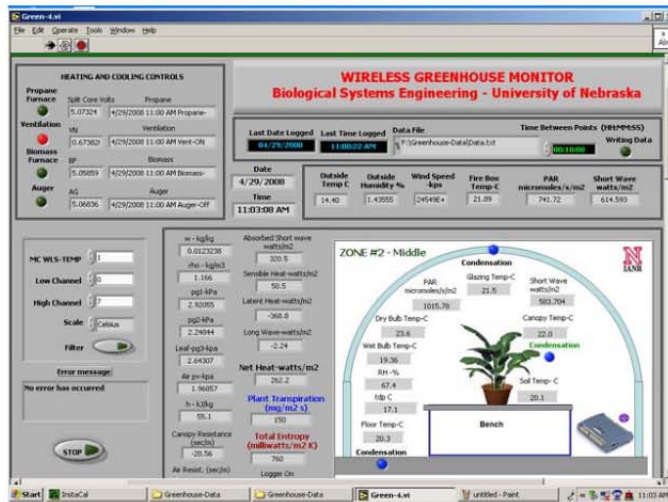 Green-4.vi
File Edit Operate Tools Window Help
HEATING AND COOLING CONTROLS
Propane Furnace
Split Core Volts Propane
5.07324 4/29/2008 11:00 AM Propane-
Ventilation
VN Ventilation
0.67382 4/29/2008 11:00 AM Vent-ON
Biomass Furnace
BF Biomass
5.05859 4/29/2008 11:00 AM Biomass-
Auger
AG Auger
5.06836 4/29/2008 11:00 AM Auger-Off
WIRELESS GREENHOUSE MONITOR
Biological Systems Engineering - University of Nebraska
Last Date Logged Last Time Logged Data File Time Between Points (HH:MM:SS)
04/29/2008 11:00:22 AM F:\Greenhouse-Data\Data.txt 00:10:00
Writing Data
Date
4/29/2008
Time
11:03:08 AM
Outside Temp C
14.40
Outside Humidity %
1.43555
Wind Speed -kps
24549E+
Fire Box Temp-C
21.89
PAR micromoles/s/m2
741.72
Short Wave watts/m2
614.593
MC WLS-TEMP 1
Low Channel 0
High Channel 7
Scale Celsius
Filter
Error message:
No error has occurred
STOP
w - kg/kg
0.0123238
rho - kg/m3
1.166
pg1-kPa
2.92055
pg2-kPa
2.24844
Leaf-pg3-kpa
2.64307
Air pv-kpa
1.96057
h - kJ/kg
55.1
Canopy Resistance (sec/m)
-20.56
Air Resist. (sec/m)
Absorbed Short wave watts/m2
320.5
Sensible Heat-watts/m2
50.5
Latent Heat-watts/m2
-368.8
Long Wave-watts/m2
-2.24
Net Heat-watts/m2
262.2
Plant Transpiration (mg/m2 s)
150
Total Entropy (milliwatts/m2 K)
760
Logger On
ZONE #2 - Middle
Condensation
N
IANR
PAR micromoles/s/m2
1015.78
Glazing Temp-C
21.5
Short Wave watts/m2
583.704
Dry Bulb Temp-C
23.6
Canopy Temp-C
22.0
Condensation
Wet Bulb Temp-C
19.36
RH -%
67.4
tdp C
17.1
Soil Temp- C
20.1
Floor Temp-C
20.3
Bench
Condensation
Start InstaCal Greenhouse-Data Greenhouse-Data Green-4.vi untitled - Paint 11:03 AM